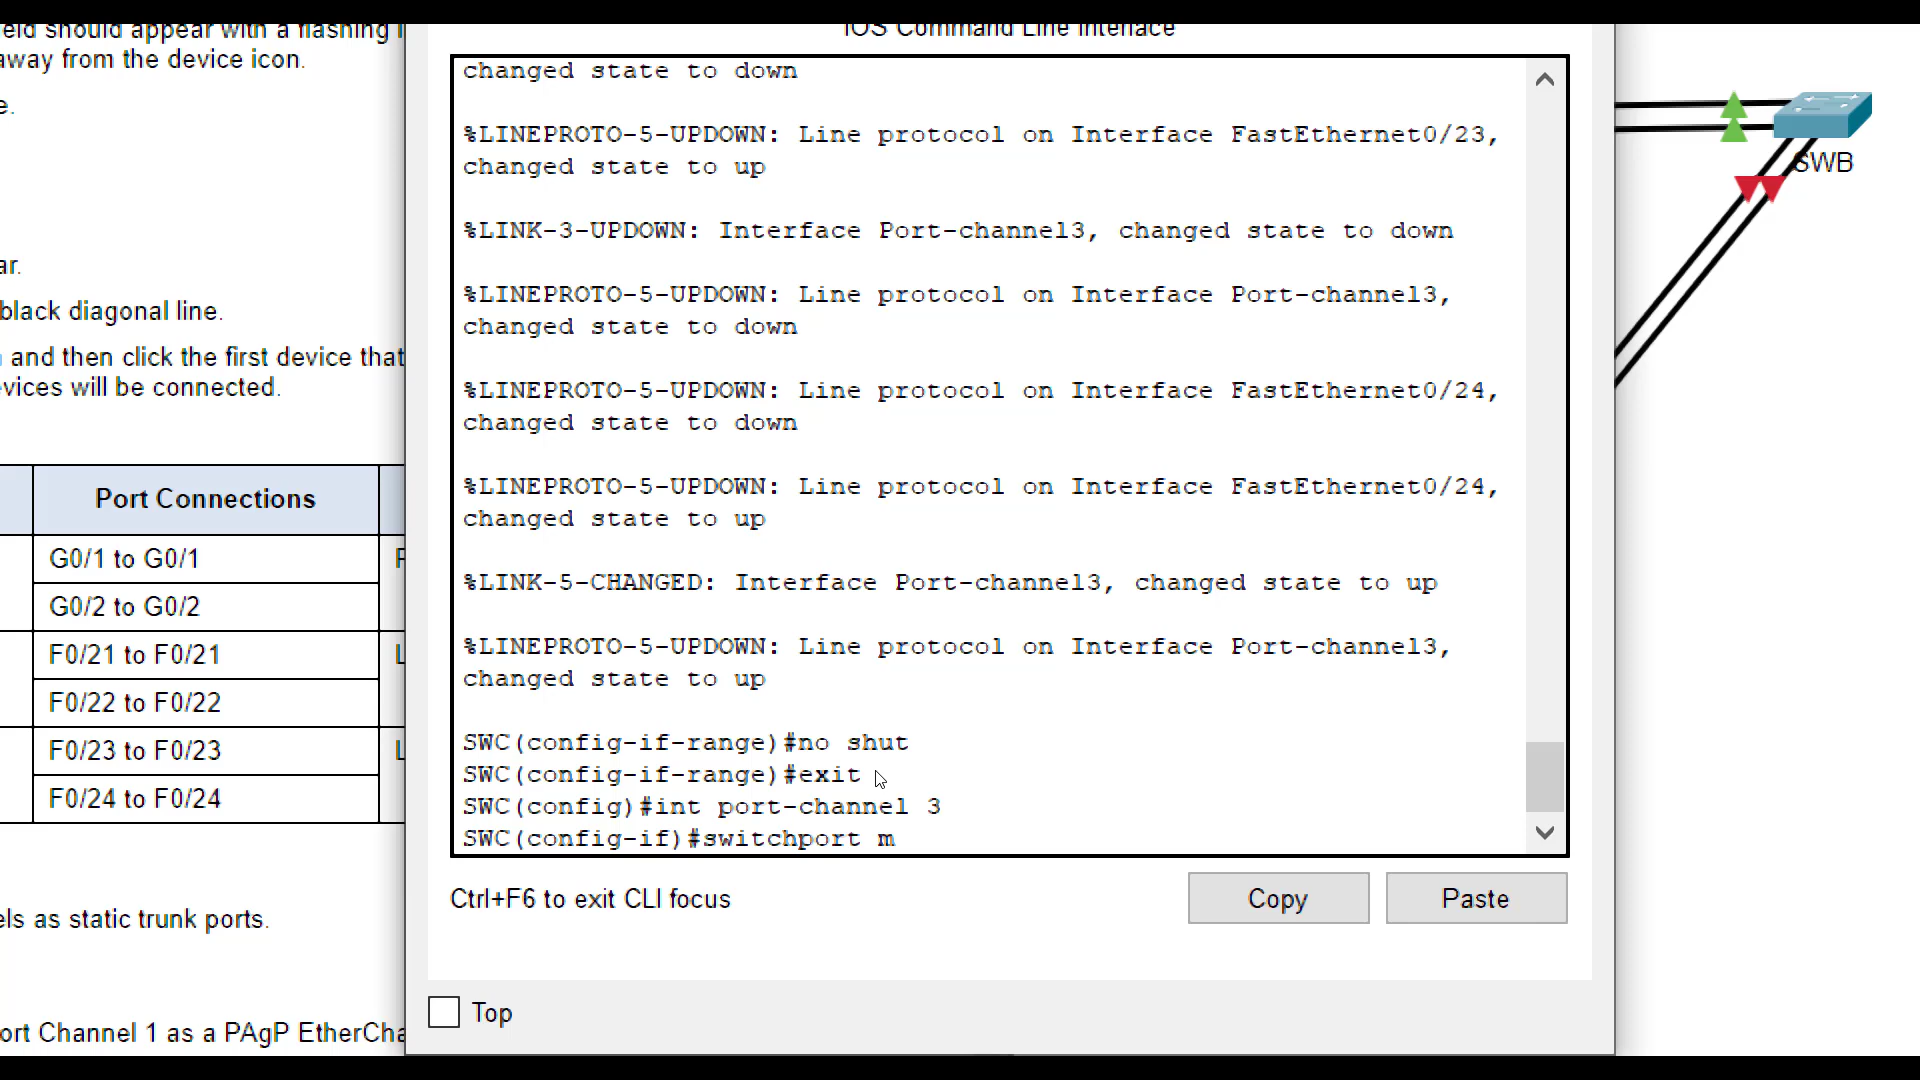 eld should appear with a flashing
away from the device icon.
e.
ar.
black diagonal line.
and then click the first device that
evices will be connected.
Port Connections
G0/1 to G0/1
G0/2 to G0/2
F0/21 to F0/21
F0/22 to F0/22
F0/23 to F0/23
F0/24 to F0/24
els as static trunk ports.
ort Channel 1 as a PAgP EtherCha
IOS Command Line Interface
changed state to down
%LINEPROTO-5-UPDOWN: Line protocol on Interface FastEthernet0/23,
changed state to up
%LINK-3-UPDOWN: Interface Port-channel3, changed state to down
%LINEPROTO-5-UPDOWN: Line protocol on Interface Port-channel3,
changed state to down
%LINEPROTO-5-UPDOWN: Line protocol on Interface FastEthernet0/24,
changed state to down
%LINEPROTO-5-UPDOWN: Line protocol on Interface FastEthernet0/24,
changed state to up
%LINK-5-CHANGED: Interface Port-channel3, changed state to up
%LINEPROTO-5-UPDOWN: Line protocol on Interface Port-channel3,
changed state to up
SWC(config-if-range)#no shut
SWC(config-if-range)#exit
SWC(config)#int port-channel 3
SWC(config-if)#switchport m
Ctrl+F6 to exit CLI focus
Copy
Paste
Top
SWB